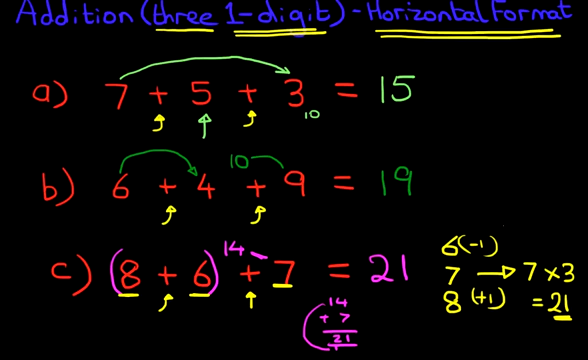 Addition (three 1-digit) - Horizontal Format
a) 7 + 5 + 3 = 15
10
b) 6 + 4 + 9 = 19
10
c) (8 + 6) + 7 = 21
14
14
+ 7
21
6 (-1)
7 → 7 × 3
8 (+1) = 21